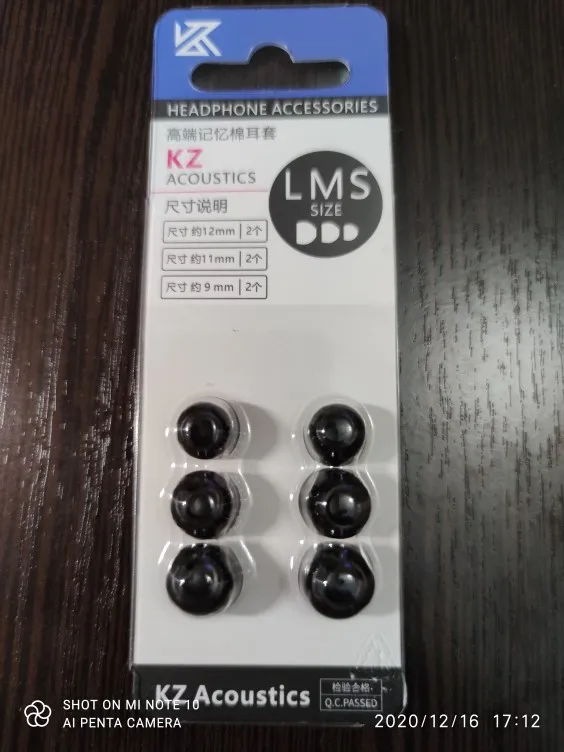 KZ
HEADPHONE ACCESSORIES
高端记忆棉耳套
KZ
ACOUSTICS
LMS
SIZE
尺寸说明
尺寸 约12mm | 2个
尺寸 约11mm | 2个
尺寸 约 9 mm | 2个
KZ Acoustics
检验合格
Q.C.PASSED
SHOT ON MI NOTE 10
AI PENTA CAMERA
2020/12/16 17:12